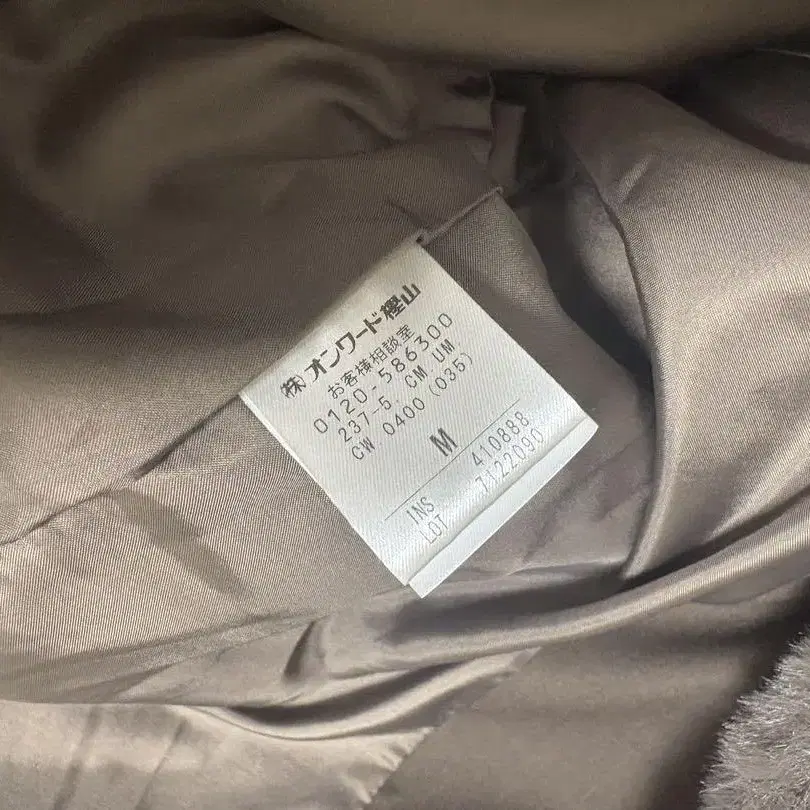 ㈱オンワード樫山
お客様相談室
0120-586300
237-5. CM UM
CW 0400 (035)
M
INS 410888
LOT 7122090